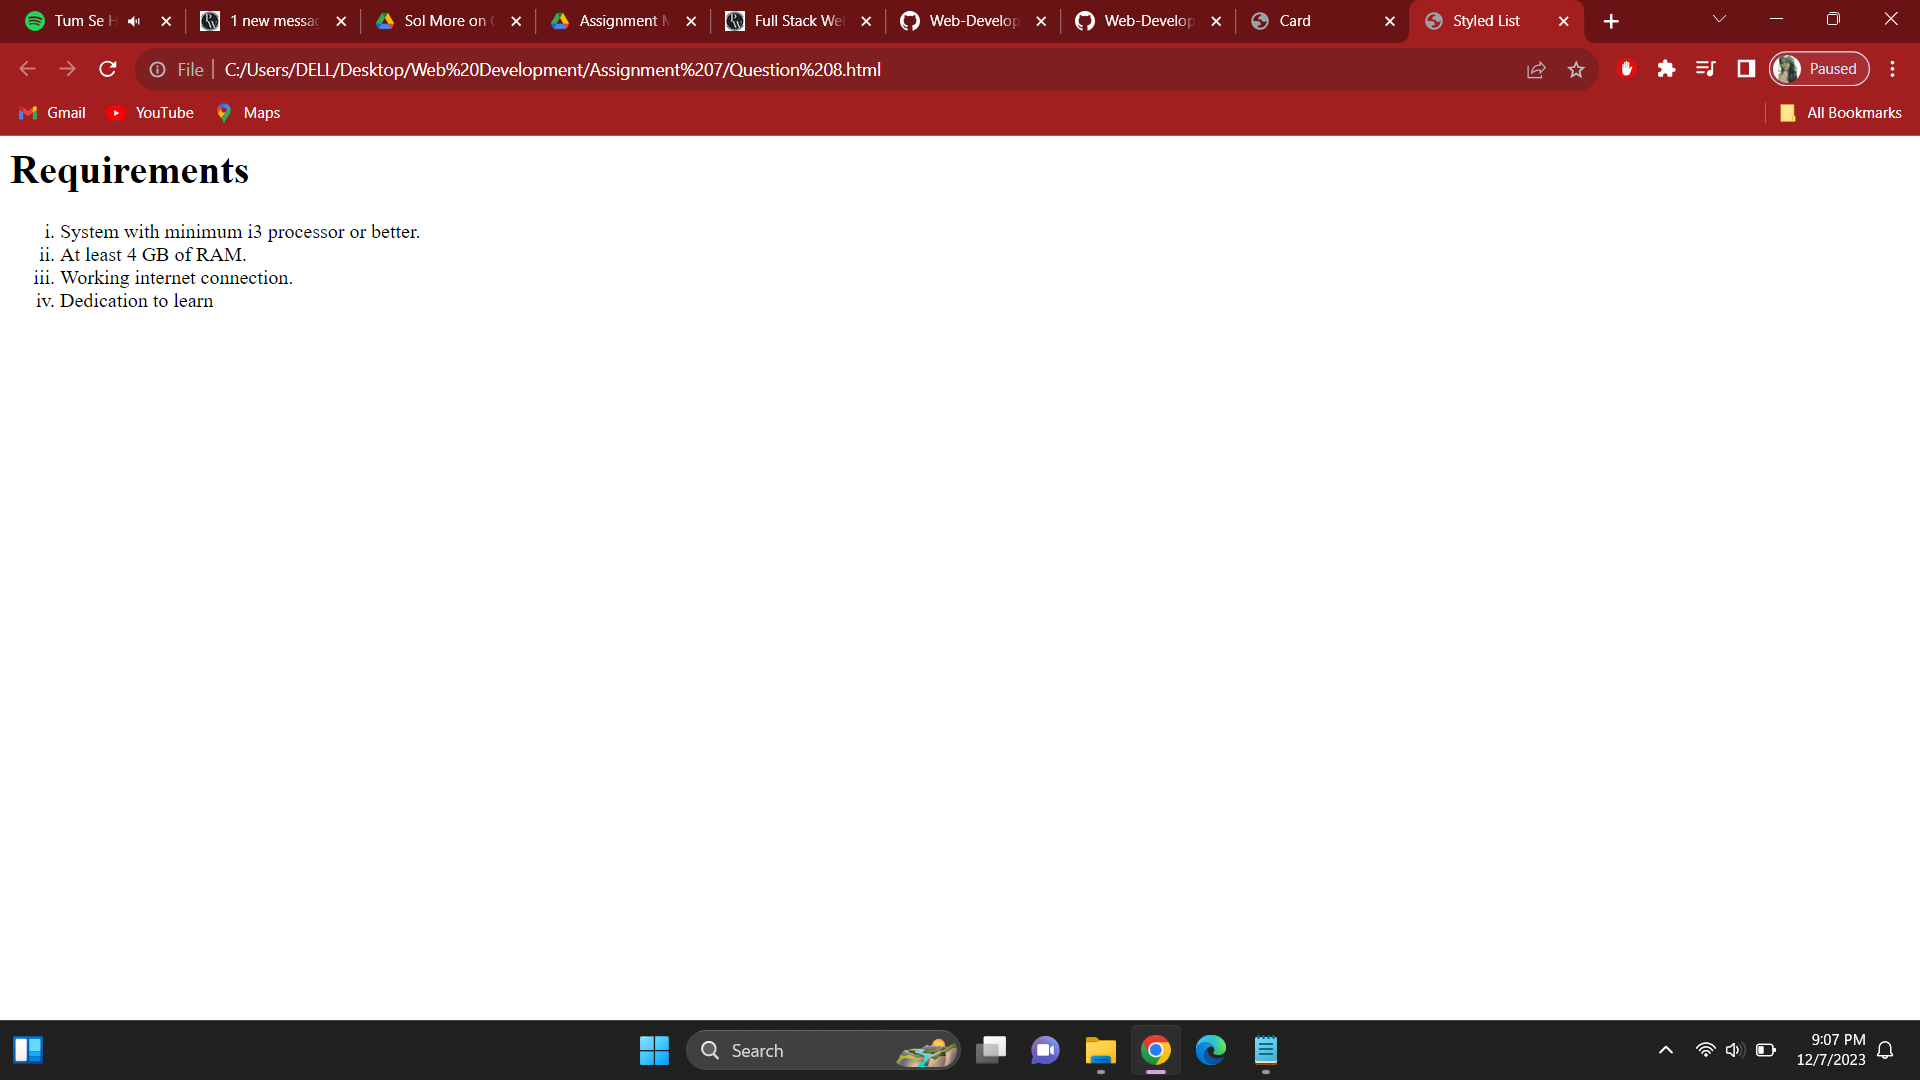 Tum Se H
1 new messag
Sol More on C
Assignment M
Full Stack Wel
Web-Develop
Web-Develop
Card
Styled List
File
C:/Users/DELL/Desktop/Web%20Development/Assignment%207/Question%208.html
Paused
Gmail
YouTube
Maps
All Bookmarks
Requirements
i. System with minimum i3 processor or better.
ii. At least 4 GB of RAM.
iii. Working internet connection.
iv. Dedication to learn
Search
9:07 PM
12/7/2023